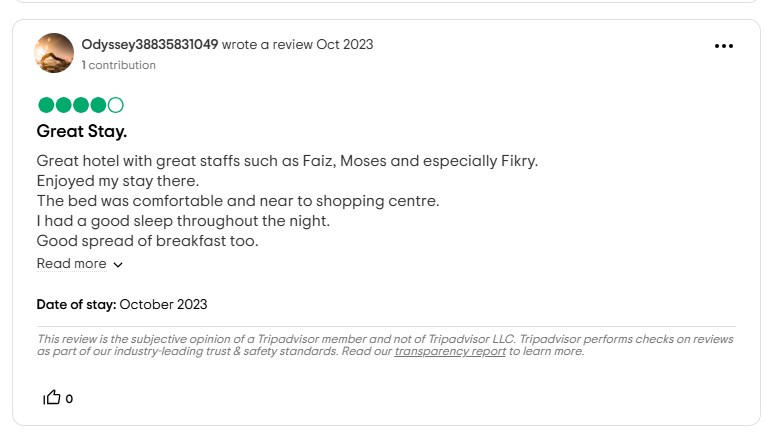 Odyssey38835831049 wrote a review Oct 2023
1 contribution
Great Stay.
Great hotel with great staffs such as Faiz, Moses and especially Fikry.
Enjoyed my stay there.
The bed was comfortable and near to shopping centre.
I had a good sleep throughout the night.
Good spread of breakfast too.
Read more
Date of stay: October 2023
This review is the subjective opinion of a Tripadvisor member and not of Tripadvisor LLC. Tripadvisor performs checks on reviews
as part of our industry-leading trust & safety standards. Read our transparency report to learn more.
0